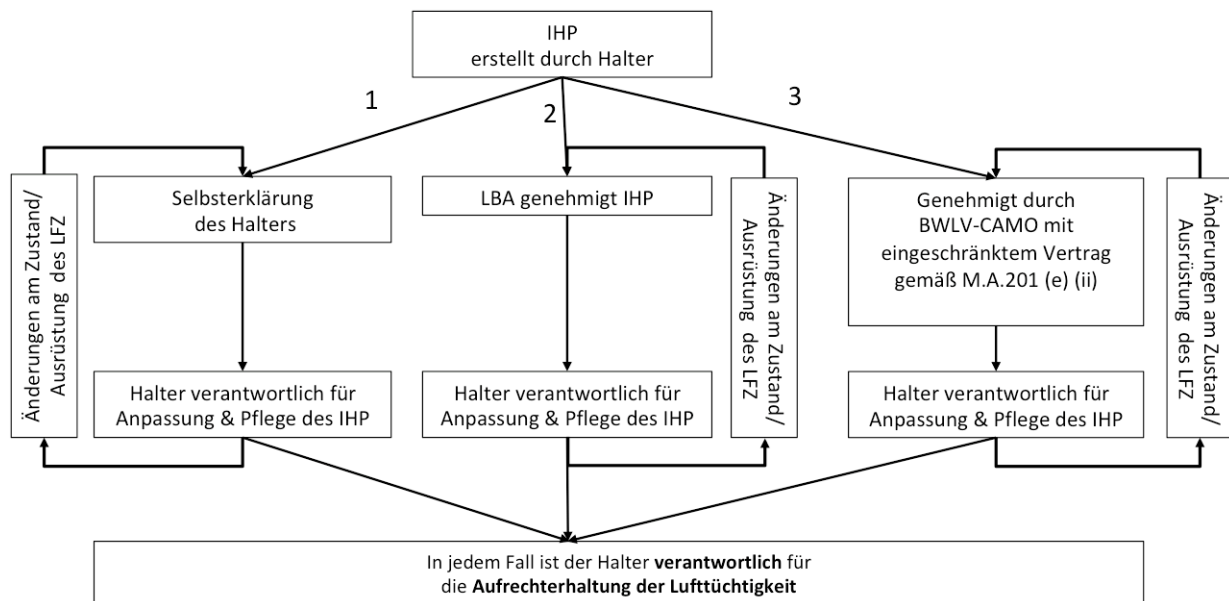 IHP
erstellt durch Halter
1
2
3
Änderungen am Zustand/
Ausrüstung des LFZ
Selbsterklärung
des Halters
LBA genehmigt IHP
Änderungen am Zustand/
Ausrüstung des LFZ
Genehmigt durch
BWLV-CAMO mit
eingeschränktem Vertrag
gemäß M.A.201 (e) (ii)
Änderungen am Zustand/
Ausrüstung des LFZ
Halter verantwortlich für
Anpassung & Pflege des IHP
Halter verantwortlich für
Anpassung & Pflege des IHP
Halter verantwortlich für
Anpassung & Pflege des IHP
In jedem Fall ist der Halter verantwortlich für
die Aufrechterhaltung der Lufttüchtigkeit